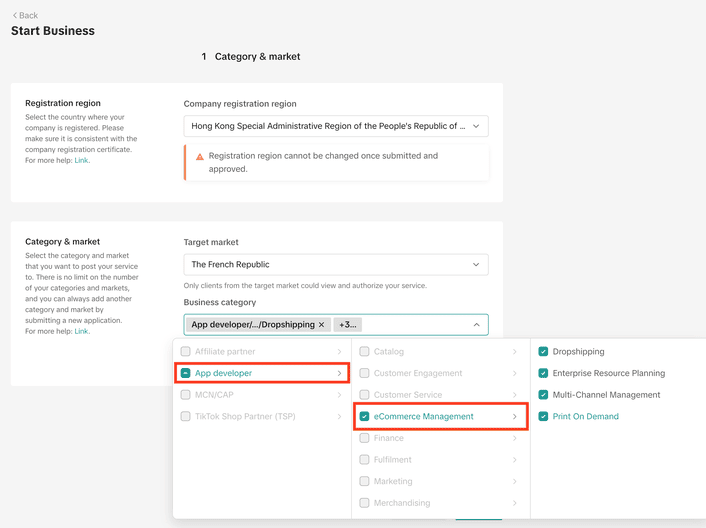 Back
Start Business
1 Category & market
Registration region
Select the country where your
company is registered. Please
make sure it is consistent with the
company registration certificate.
For more help: Link.
Company registration region
Hong Kong Special Administrative Region of the People's Republic of ...
Registration region cannot be changed once submitted and
approved.
Category & market
Select the category and market
that you want to post your service
to. There is no limit on the number
of your categories and markets,
and you can always add another
category and market by
submitting a new application.
For more help: Link.
Target market
The French Republic
Only clients from the target market could view and authorize your service.
Business category
App developer/.../Dropshipping ×
+3...
Affiliate partner
App developer
MCN/CAP
TikTok Shop Partner (TSP)
Catalog
Customer Engagement
Customer Service
eCommerce Management
Finance
Fulfilment
Marketing
Merchandising
Dropshipping
Enterprise Resource Planning
Multi-Channel Management
Print On Demand